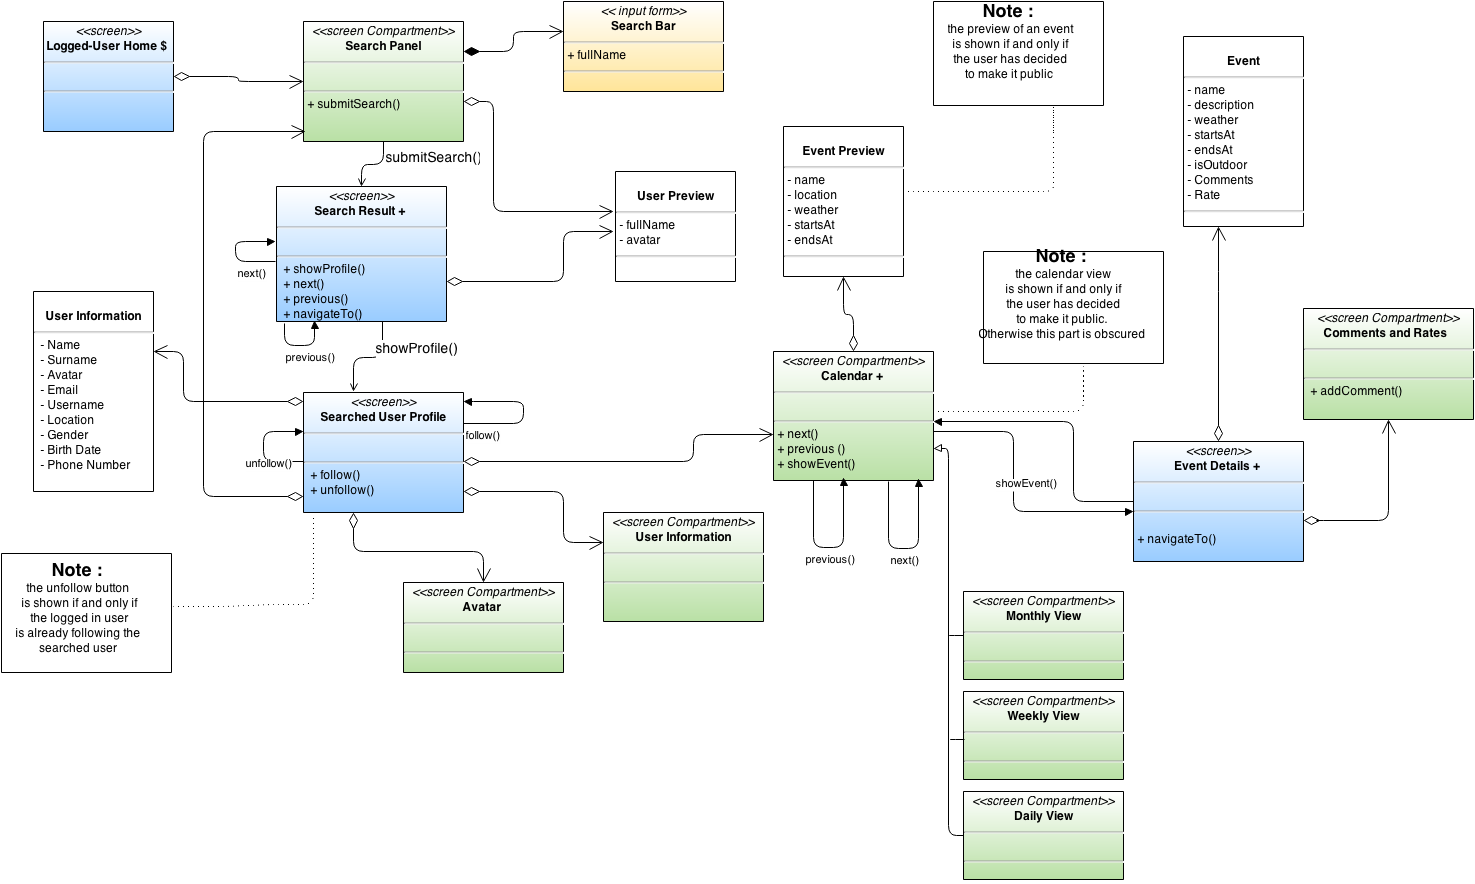 <<screen>>
Logged-User Home $
<<screen Compartment>>
Search Panel
+ submitSearch()
<< input form>>
Search Bar
+ fullName
Note :
the preview of an event
is shown if and only if
the user has decided
to make it public
Event
- name
- description
- weather
- startsAt
- endsAt
- isOutdoor
- Comments
- Rate
submitSearch()
Event Preview
- name
- location
- weather
- startsAt
- endsAt
<<screen>>
Search Result +
+ showProfile()
+ next()
+ previous()
+ navigateTo()
next()
previous()
User Preview
- fullName
- avatar
Note :
the calendar view
is shown if and only if
the user has decided
to make it public.
Otherwise this part is obscured
User Information
- Name
- Surname
- Avatar
- Email
- Username
- Location
- Gender
- Birth Date
- Phone Number
showProfile()
<<screen Compartment>>
Comments and Rates
+ addComment()
<<screen Compartment>>
Calendar +
+ next()
+ previous ()
+ showEvent()
<<screen>>
Searched User Profile
+ follow()
+ unfollow()
follow()
unfollow()
showEvent()
<<screen>>
Event Details +
+ navigateTo()
previous()
next()
<<screen Compartment>>
User Information
Note :
the unfollow button
is shown if and only if
the logged in user
is already following the
searched user
<<screen Compartment>>
Avatar
<<screen Compartment>>
Monthly View
<<screen Compartment>>
Weekly View
<<screen Compartment>>
Daily View